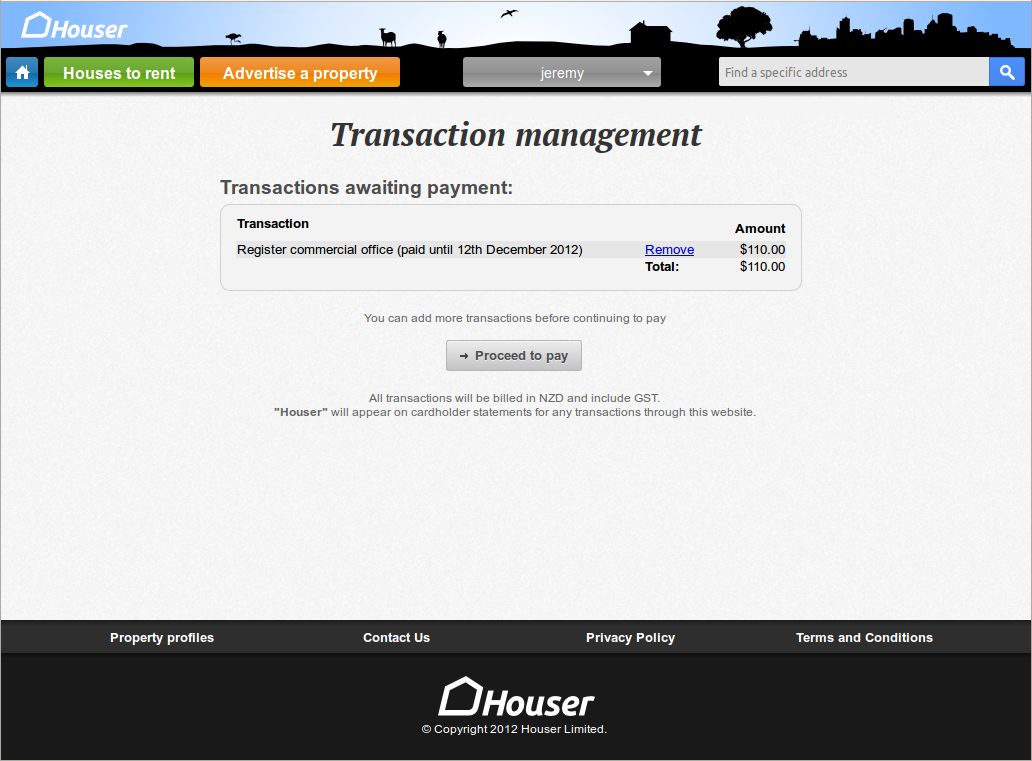 Houser
Houses to rent
Advertise a property
jeremy
Find a specific address
Transaction management
Transactions awaiting payment:
Transaction
Amount
Register commercial office (paid until 12th December 2012) Remove $110.00
Total: $110.00
You can add more transactions before continuing to pay
→ Proceed to pay
All transactions will be billed in NZD and include GST.
"Houser" will appear on cardholder statements for any transactions through this website.
Property profiles
Contact Us
Privacy Policy
Terms and Conditions
Houser
© Copyright 2012 Houser Limited.